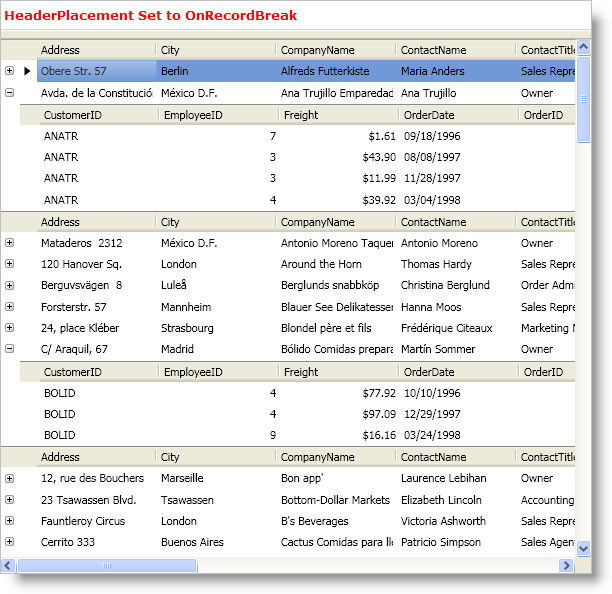 HeaderPlacement Set to OnRecordBreak
Address City CompanyName ContactName ContactTitle
Obere Str. 57 Berlin Alfreds Futterkiste Maria Anders Sales Repre
Avda. de la Constitució México D.F. Ana Trujillo Emparedad Ana Trujillo Owner
CustomerID EmployeeID Freight OrderDate OrderID
ANATR 7 $1.61 09/18/1996
ANATR 3 $43.90 08/08/1997
ANATR 3 $11.99 11/28/1997
ANATR 4 $39.92 03/04/1998
Address City CompanyName ContactName ContactTitle
Mataderos 2312 México D.F. Antonio Moreno Taquer Antonio Moreno Owner
120 Hanover Sq. London Around the Horn Thomas Hardy Sales Repre
Berguvsvägen 8 Luleå Berglunds snabbköp Christina Berglund Order Admi
Forsterstr. 57 Mannheim Blauer See Delikatessen Hanna Moos Sales Repre
24, place Kléber Strasbourg Blondel père et fils Frédérique Citeaux Marketing M
C/ Araquil, 67 Madrid Bólido Comidas prepara Martín Sommer Owner
CustomerID EmployeeID Freight OrderDate OrderID
BOLID 4 $77.92 10/10/1996
BOLID 4 $97.09 12/29/1997
BOLID 9 $16.16 03/24/1998
Address City CompanyName ContactName ContactTitle
12, rue des Bouchers Marseille Bon app' Laurence Lebihan Owner
23 Tsawassen Blvd. Tsawassen Bottom-Dollar Markets Elizabeth Lincoln Accounting
Fauntleroy Circus London B's Beverages Victoria Ashworth Sales Repre
Cerrito 333 Buenos Aires Cactus Comidas para ll Patricio Simpson Sales Agen